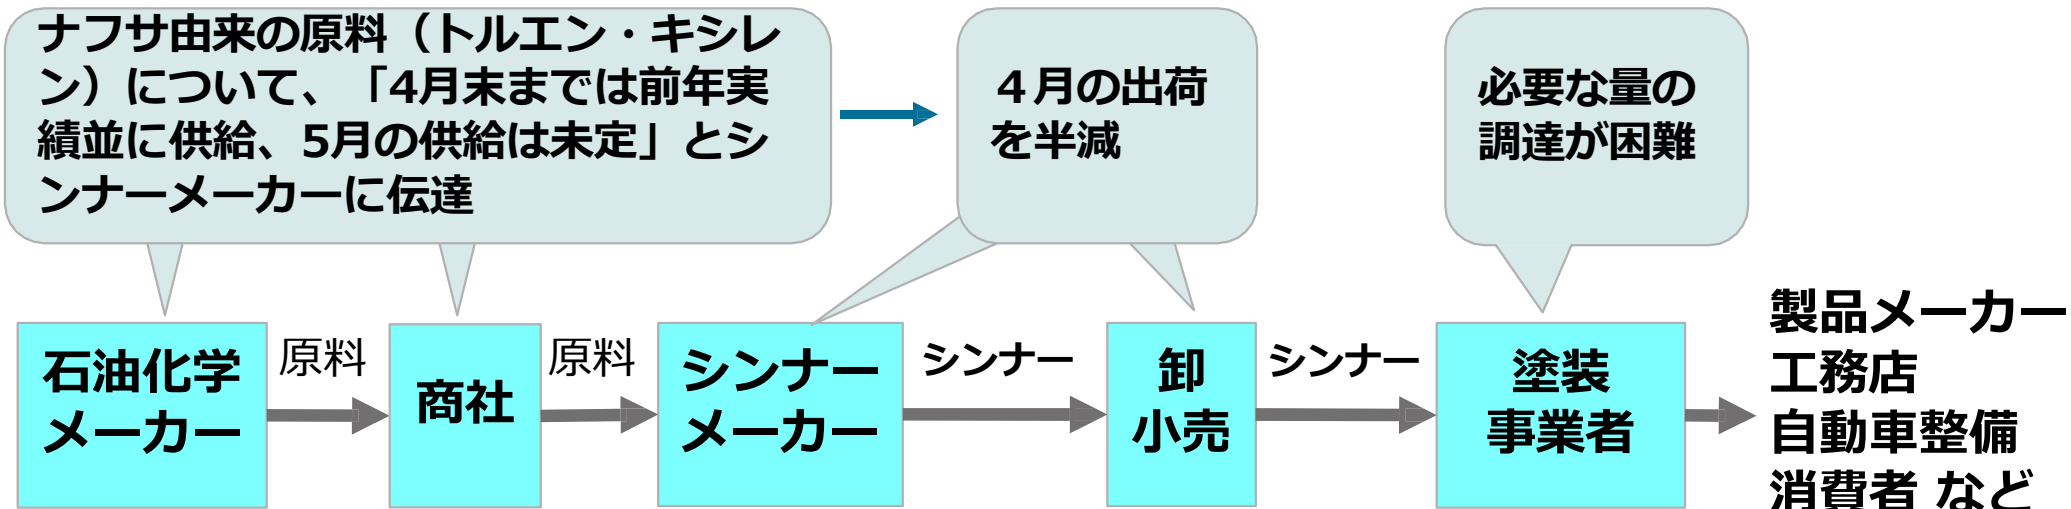 ナフサ由来の原料（トルエン・キシレ
ン）について、「4月末までは前年実
績並に供給、5月の供給は未定」とシ
ンナーメーカーに伝達
４月の出荷
を半減
必要な量の
調達が困難
石油化学
メーカー
原料
商社
原料
シンナー
メーカー
シンナー
卸
小売
シンナー
塗装
事業者
製品メーカー
工務店
自動車整備
消費者 など